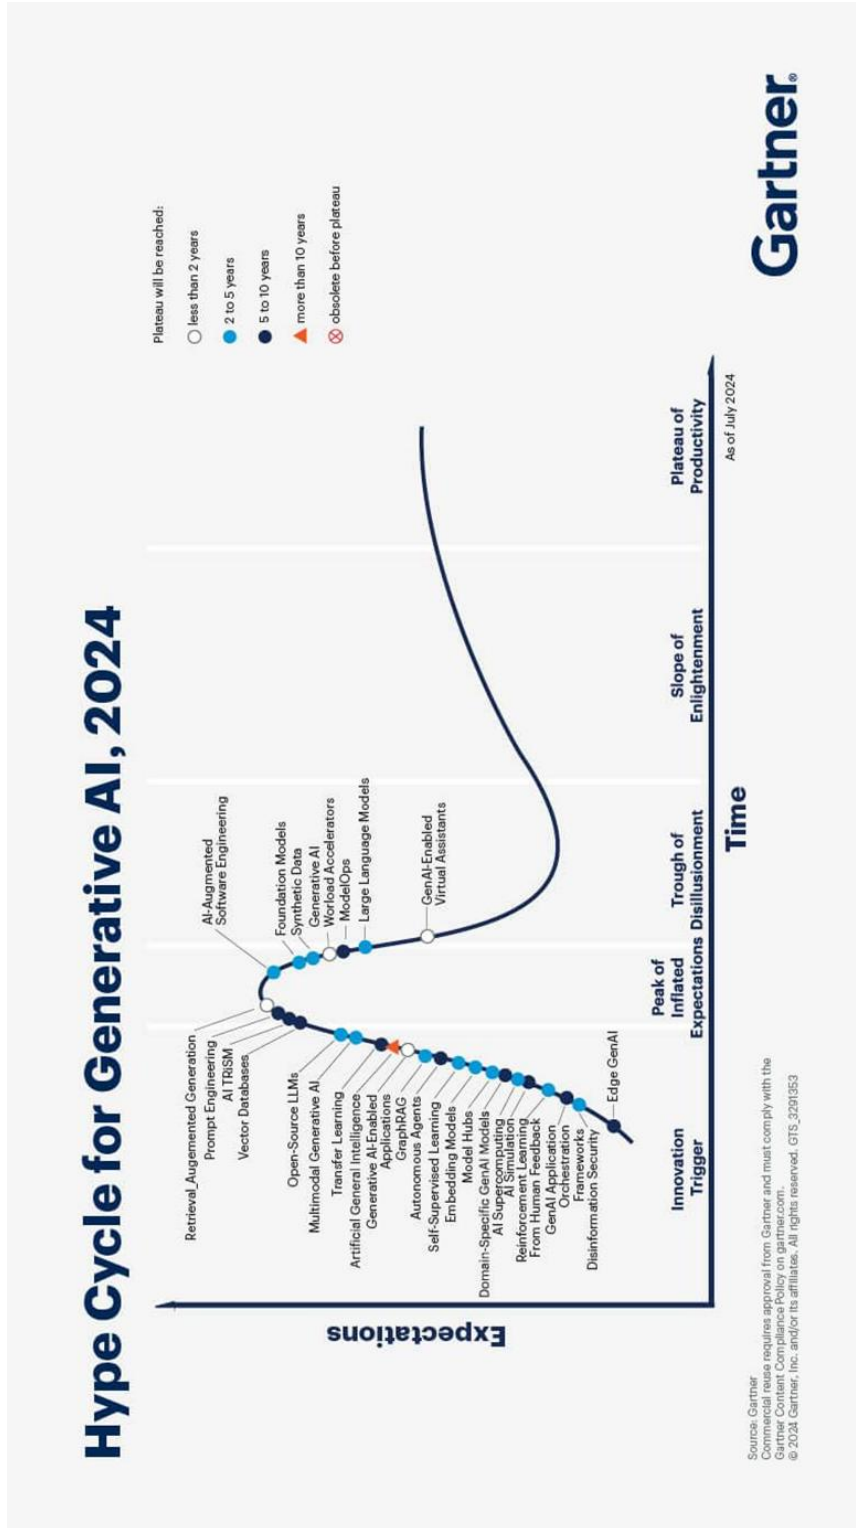 Hype Cycle for Generative AI, 2024
Plateau will be reached:
less than 2 years
2 to 5 years
5 to 10 years
more than 10 years
obsolete before plateau
Expectations
Retrieval_Augmented Generation
Prompt Engineering
AI TRiSM
Vector Databases
Open-Source LLMs
Multimodal Generative AI
Transfer Learning
Artificial General Intelligence
Generative AI-Enabled
Applications
GraphRAG
Autonomous Agents
Self-Supervised Learning
Embedding Models
Model Hubs
Domain-Specific GenAI Models
AI Supercomputing
AI Simulation
Reinforcement Learning
From Human Feedback
GenAI Application
Orchestration
Frameworks
Disinformation Security
Edge GenAI
AI-Augmented
Software Engineering
Foundation Models
Synthetic Data
Generative AI
Worload Accelerators
ModelOps
Large Language Models
GenAI-Enabled
Virtual Assistants
Innovation
Trigger
Peak of
Inflated
Expectations
Trough of
Disillusionment
Slope of
Enlightenment
Plateau of
Productivity
Time
As of July 2024
Source: Gartner
Commercial reuse requires approval from Gartner and must comply with the
Gartner Content Compliance Policy on gartner.com.
© 2024 Gartner, Inc. and/or its affiliates. All rights reserved. GTS_3291353
Gartner®